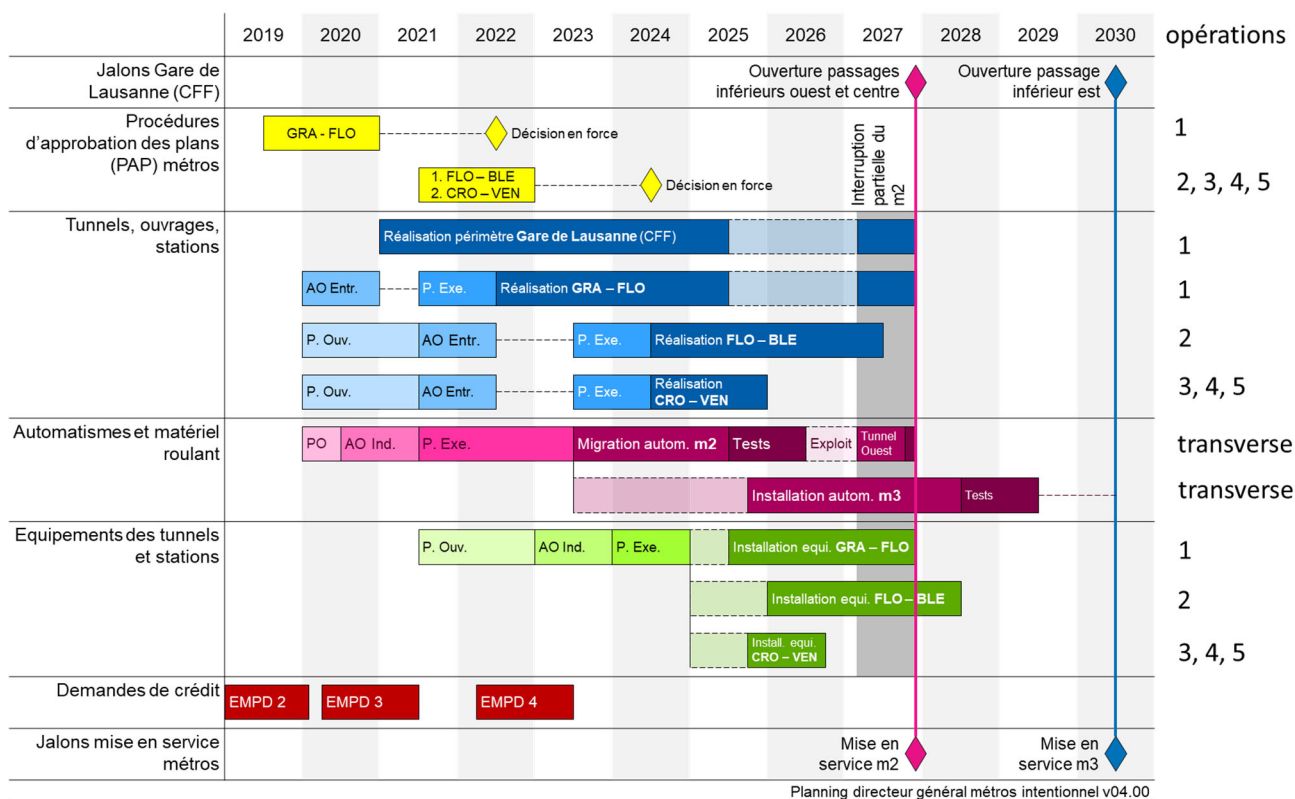 2019 2020 2021 2022 2023 2024 2025 2026 2027 2028 2029 2030 opérations
Jalons Gare de
Lausanne (CFF)
Ouverture passages
inférieurs ouest et centre
Ouverture passage
inférieur est
Procédures
d'approbation des plans
(PAP) métros
GRA - FLO
Décision en force
1
1. FLO – BLE
2. CRO – VEN
Décision en force
2, 3, 4, 5
Interruption
partielle du
m2
Tunnels, ouvrages,
stations
Réalisation périmètre Gare de Lausanne (CFF)
1
AO Entr. P. Exe. Réalisation GRA – FLO
1
P. Ouv. AO Entr. P. Exe. Réalisation FLO – BLE
2
P. Ouv. AO Entr. P. Exe. Réalisation
CRO – VEN
3, 4, 5
Automatismes et matériel
roulant
PO AO Ind. P. Exe. Migration autom. m2 Tests Exploit Tunnel
Ouest
transverse
Installation autom. m3 Tests
transverse
Equipements des tunnels
et stations
P. Ouv. AO Ind. P. Exe. Installation equi. GRA – FLO
1
Installation equi. FLO – BLE
2
Install. equi.
CRO – VEN
3, 4, 5
Demandes de crédit
EMPD 2 EMPD 3 EMPD 4
Jalons mise en service
métros
Mise en
service m2
Mise en
service m3
Planning directeur général métros intentionnel v04.00